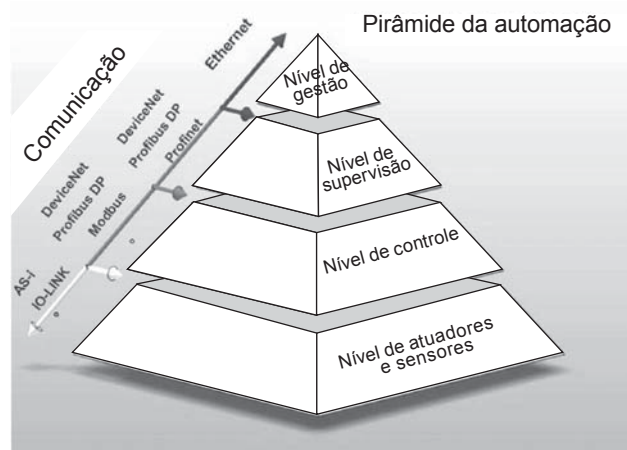 Pirâmide da automação
Comunicação
Ethernet
DeviceNet
Profibus DP
Profinet
DeviceNet
Profibus DP
Modbus
AS-i
IO-LINK
Nível de
gestão
Nível de
supervisão
Nível de controle
Nível de atuadores
e sensores